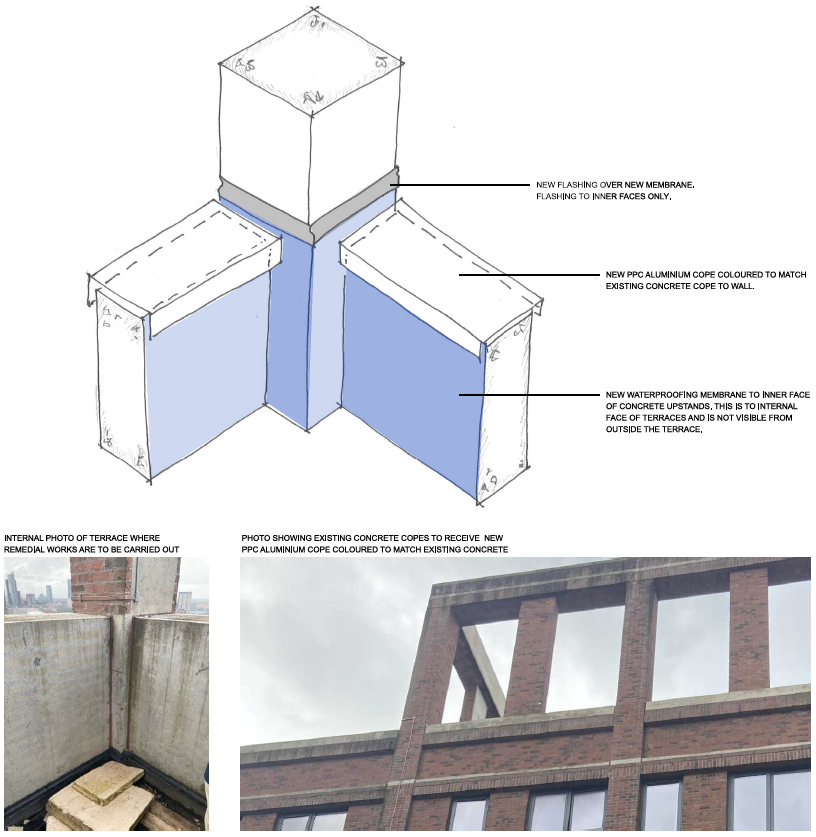 NEW FLASHING OVER NEW MEMBRANE.
FLASHING TO INNER FACES ONLY.
NEW PPC ALUMINIUM COPE COLOURED TO MATCH
EXISTING CONCRETE COPE TO WALL.
NEW WATERPROOFING MEMBRANE TO INNER FACE
OF CONCRETE UPSTANDS. THIS IS TO INTERNAL
FACE OF TERRACES AND IS NOT VISIBLE FROM
OUTSIDE THE TERRACE.
INTERNAL PHOTO OF TERRACE WHERE
REMEDIAL WORKS ARE TO BE CARRIED OUT
PHOTO SHOWING EXISTING CONCRETE COPES TO RECEIVE NEW
PPC ALUMINIUM COPE COLOURED TO MATCH EXISTING CONCRETE